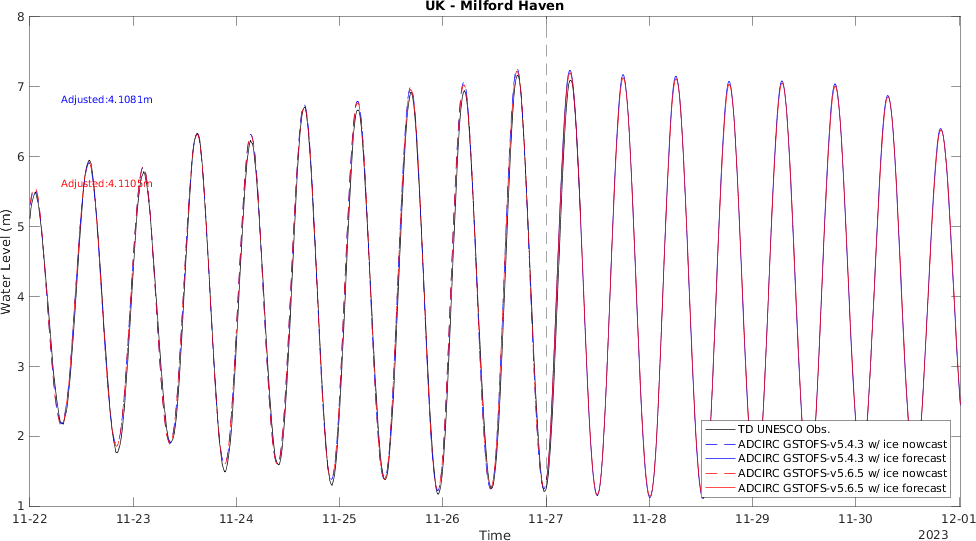 UK - Milford Haven
8
7
6
5
4
3
2
1
Water Level (m)
Adjusted:4.1081m
Adjusted:4.1105m
TD UNESCO Obs.
ADCIRC GSTOFS-v5.4.3 w/ ice nowcast
ADCIRC GSTOFS-v5.4.3 w/ ice forecast
ADCIRC GSTOFS-v5.6.5 w/ ice nowcast
ADCIRC GSTOFS-v5.6.5 w/ ice forecast
11-22 11-23 11-24 11-25 11-26 11-27 11-28 11-29 11-30 12-01
Time
2023